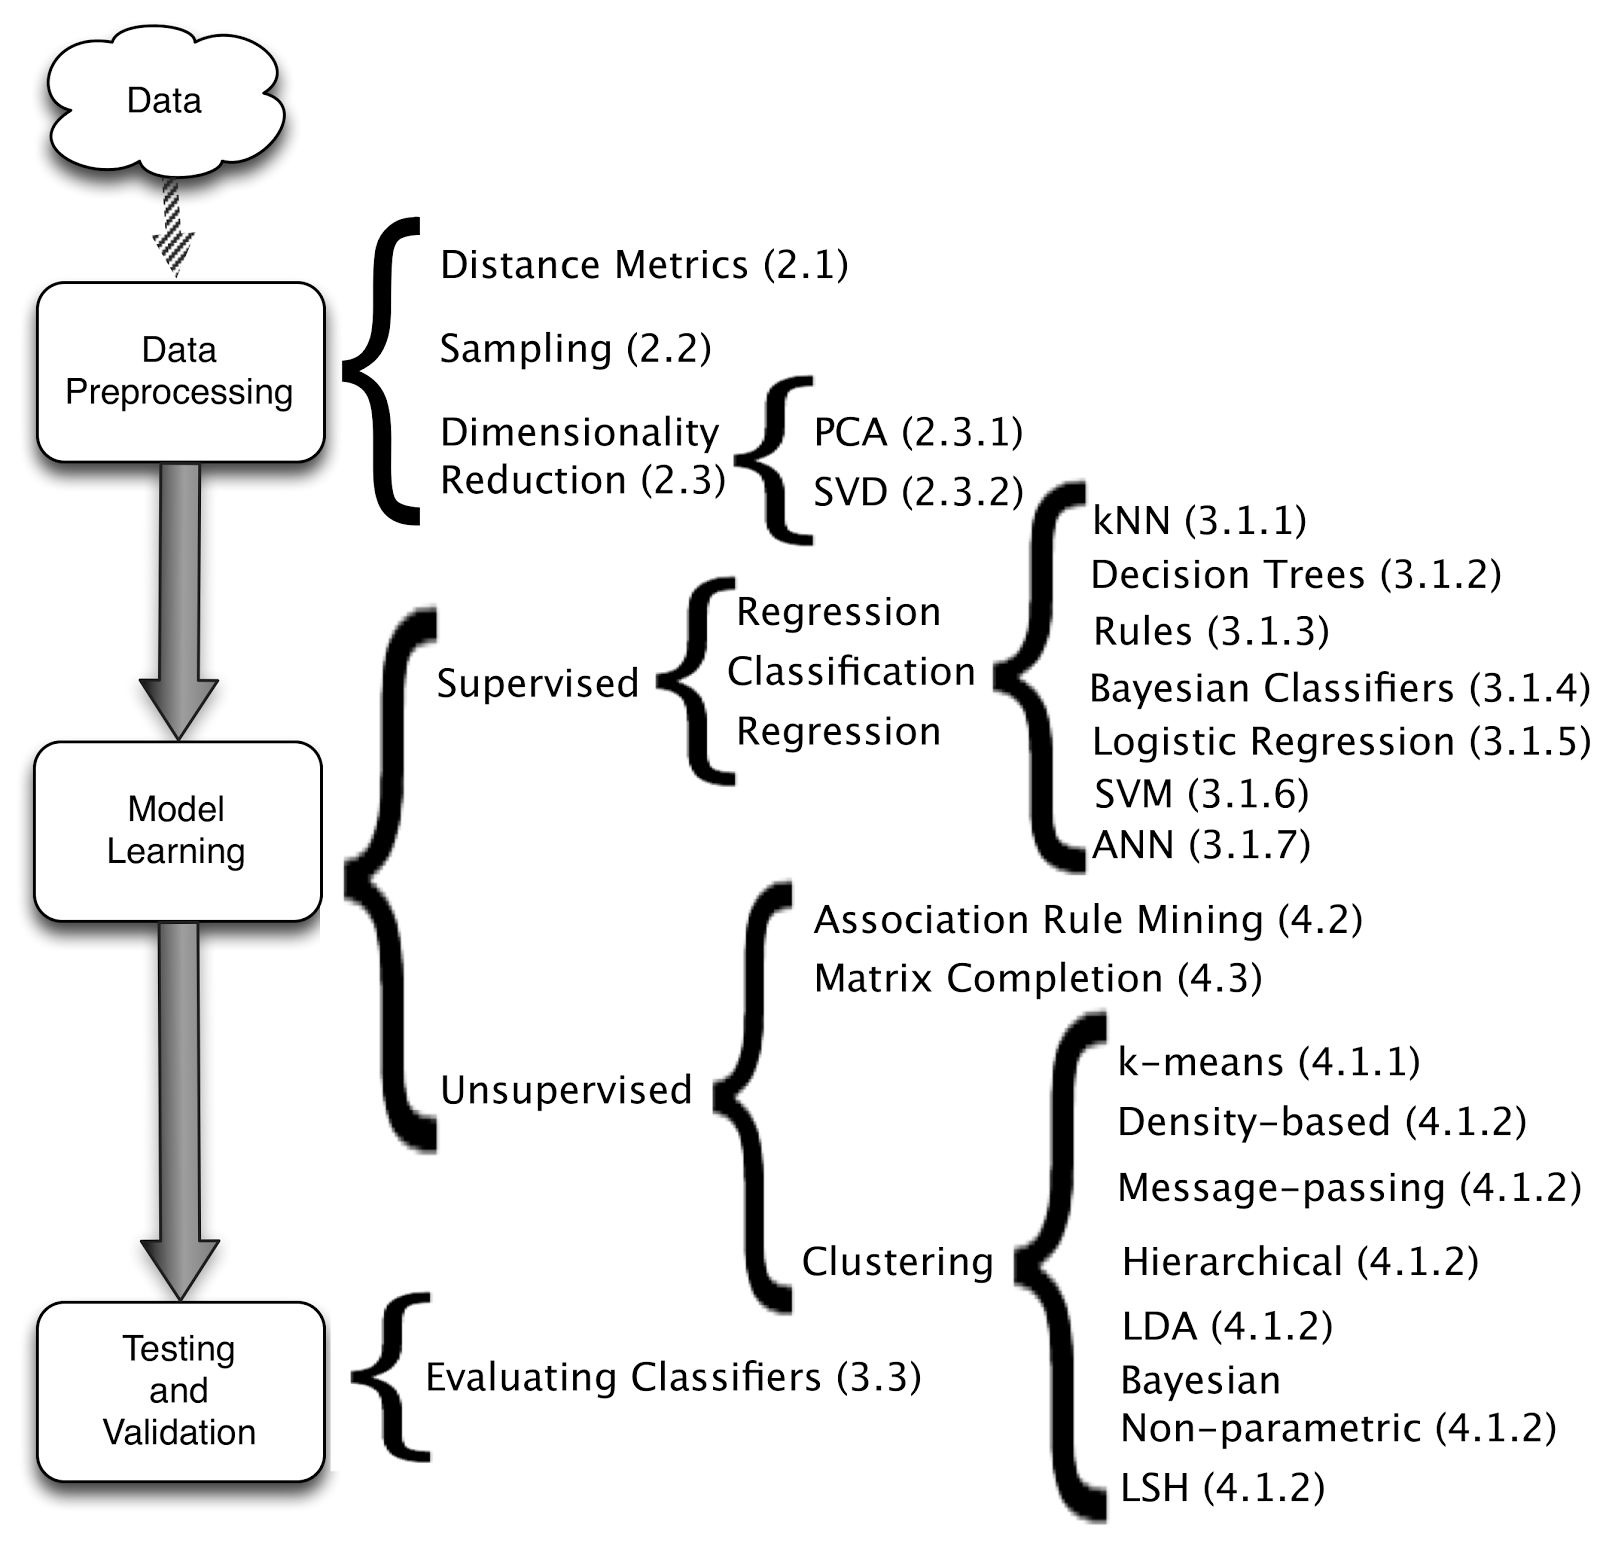 Data
Data
Preprocessing
Distance Metrics (2.1)
Sampling (2.2)
Dimensionality
Reduction (2.3)
PCA (2.3.1)
SVD (2.3.2)
Model
Learning
Supervised
Regression
Classification
Regression
kNN (3.1.1)
Decision Trees (3.1.2)
Rules (3.1.3)
Bayesian Classifiers (3.1.4)
Logistic Regression (3.1.5)
SVM (3.1.6)
ANN (3.1.7)
Unsupervised
Association Rule Mining (4.2)
Matrix Completion (4.3)
Clustering
k-means (4.1.1)
Density-based (4.1.2)
Message-passing (4.1.2)
Hierarchical (4.1.2)
LDA (4.1.2)
Bayesian
Non-parametric (4.1.2)
LSH (4.1.2)
Testing
and
Validation
Evaluating Classifiers (3.3)